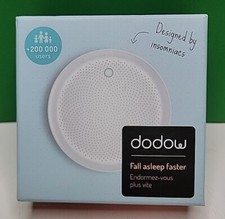 +200 000
users
Designed by
insomniacs
dodow
Fall asleep faster
Endormez-vous
plus vite